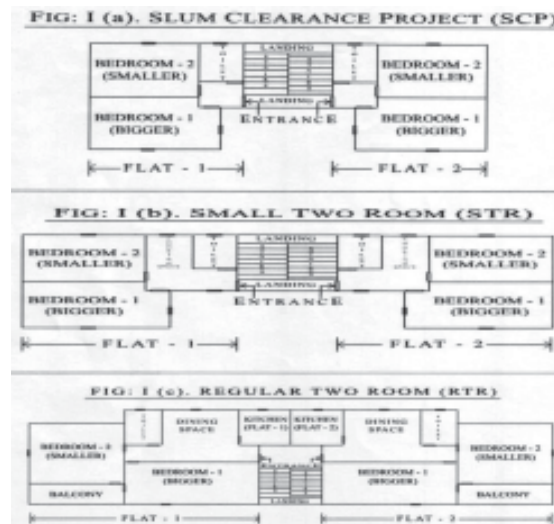 FIG: I (a). SLUM CLEARANCE PROJECT (SCP)
LANDING
BEDROOM - 2
(SMALLER)
BEDROOM - 2
(SMALLER)
LANDING
BEDROOM - 1
(BIGGER)
ENTRANCE
BEDROOM - 1
(BIGGER)
FLAT - 1
FLAT - 2
FIG: I (b). SMALL TWO ROOM (STR)
LANDING
BEDROOM - 2
(SMALLER)
BEDROOM - 2
(SMALLER)
LANDING
BEDROOM - 1
(BIGGER)
ENTRANCE
BEDROOM - 1
(BIGGER)
FLAT - 1
FLAT - 2
FIG: I (c). REGULAR TWO ROOM (RTR)
DINING
SPACE
KITCHEN
(FLAT - 1)
KITCHEN
(FLAT - 2)
DINING
SPACE
BEDROOM - 2
(SMALLER)
BEDROOM - 2
(SMALLER)
ENTRANCE
BEDROOM - 1
(BIGGER)
BEDROOM - 1
(BIGGER)
BALCONY
LANDING
BALCONY
FLAT - 1
FLAT - 2